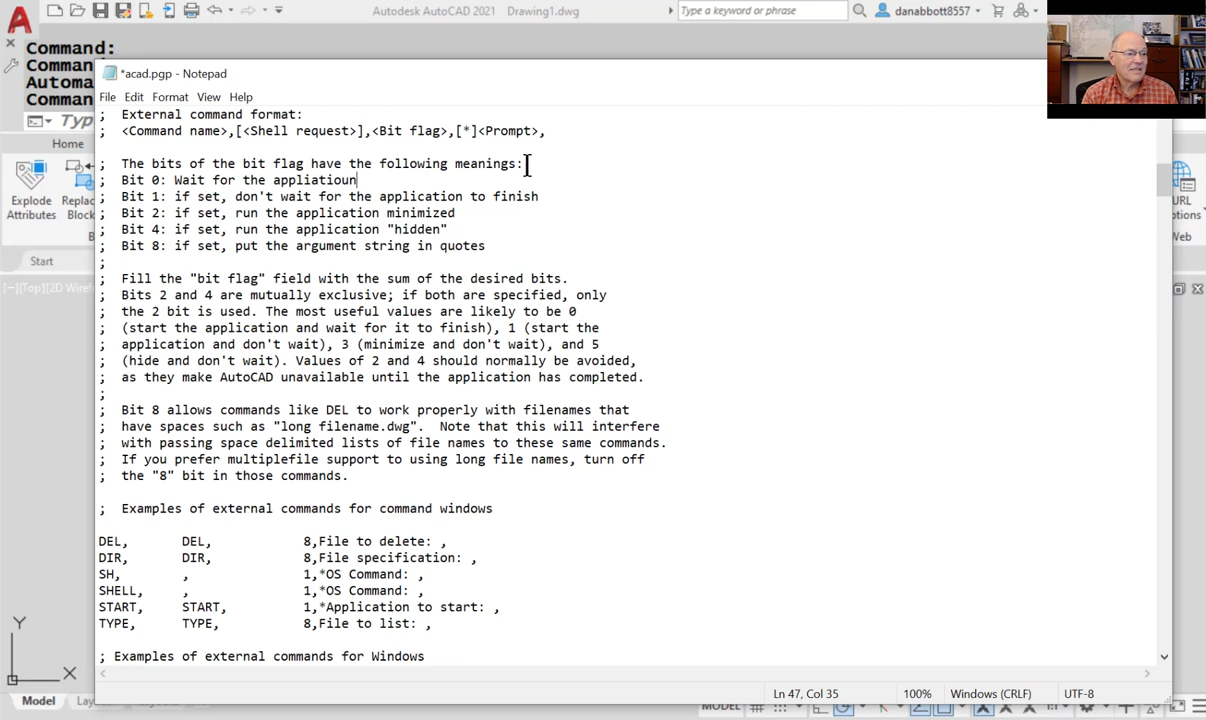 Autodesk AutoCAD 2021 Drawing1.dwg
Type a keyword or phrase
danabbott8557
Command:
Comman
Automa
Comman
Typ
Home
Explode
Attributes
Replac
Block
B
Start
[−][Top][2D Wirefr
*acad.pgp - Notepad
File Edit Format View Help
; External command format:
; <Command name>,[<Shell request>],<Bit flag>,[*]<Prompt>,
; The bits of the bit flag have the following meanings:
; Bit 0: Wait for the appliatioun
; Bit 1: if set, don't wait for the application to finish
; Bit 2: if set, run the application minimized
; Bit 4: if set, run the application "hidden"
; Bit 8: if set, put the argument string in quotes
;
; Fill the "bit flag" field with the sum of the desired bits.
; Bits 2 and 4 are mutually exclusive; if both are specified, only
; the 2 bit is used. The most useful values are likely to be 0
; (start the application and wait for it to finish), 1 (start the
; application and don't wait), 3 (minimize and don't wait), and 5
; (hide and don't wait). Values of 2 and 4 should normally be avoided,
; as they make AutoCAD unavailable until the application has completed.
;
; Bit 8 allows commands like DEL to work properly with filenames that
; have spaces such as "long filename.dwg". Note that this will interfere
; with passing space delimited lists of file names to these same commands.
; If you prefer multiplefile support to using long file names, turn off
; the "8" bit in those commands.
; Examples of external commands for command windows
DEL, DEL, 8,File to delete: ,
DIR, DIR, 8,File specification: ,
SH, , 1,*OS Command: ,
SHELL, , 1,*OS Command: ,
START, START, 1,*Application to start: ,
TYPE, TYPE, 8,File to list: ,
; Examples of external commands for Windows
Ln 47, Col 35 100% Windows (CRLF) UTF-8
URL
ptions
Web
Y
X
Model Lay
MODEL